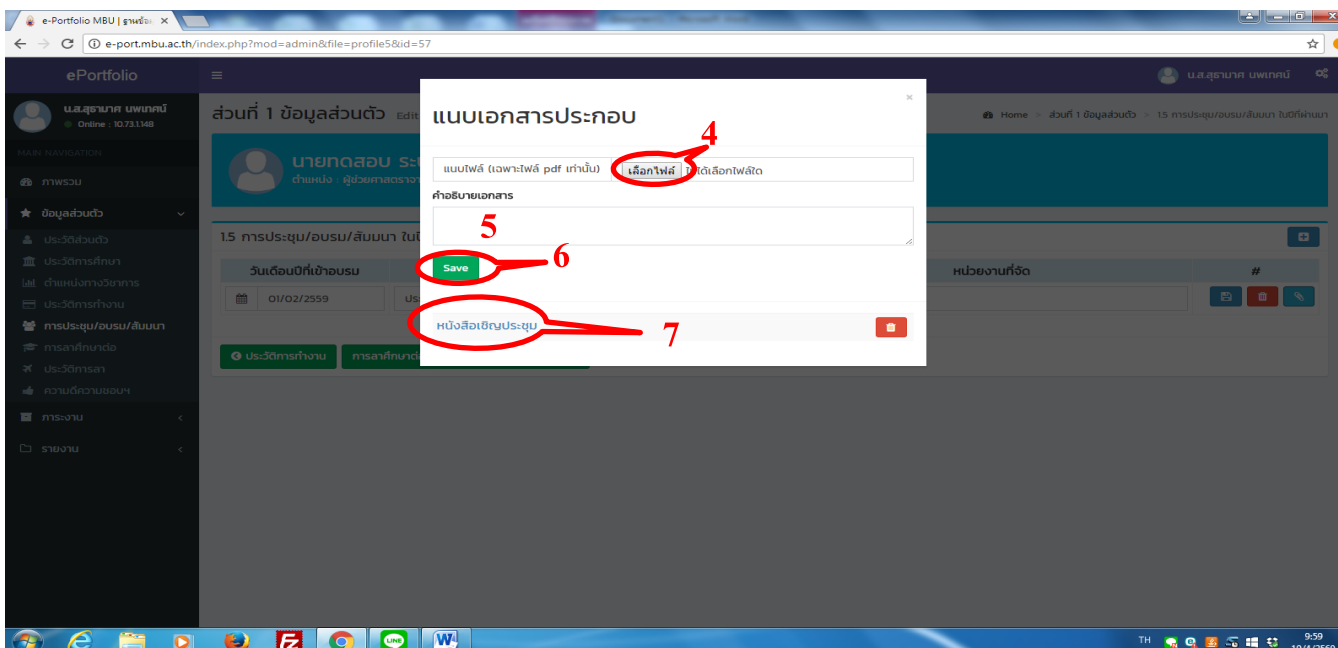 e-Portfolio MBU | ฐานข้อ
e-port.mbu.ac.th/index.php?mod=admin&file=profile5&id=57
ePortfolio
น.ส.สุธามาศ นพเทศน์
น.ส.สุธามาศ นพเทศน์
Online : 10.73.1.148
ส่วนที่ 1 ข้อมูลส่วนตัว Edit
Home > ส่วนที่ 1 ข้อมูลส่วนตัว > 1.5 การประชุม/อบรม/สัมมนา ในปีที่ผ่านมา
แนบเอกสารประกอบ
×
4
MAIN NAVIGATION
นายทดสอบ ระ
ตำแหน่ง : ผู้ช่วยศาสตราจา
แนบไฟล์ (เฉพาะไฟล์ pdf เท่านั้น)
เลือกไฟล์ ไม่ได้เลือกไฟล์ใด
ภาพรวม
คำอธิบายเอกสาร
ข้อมูลส่วนตัว
5
ประวัติส่วนตัว
1.5 การประชุม/อบรม/สัมมนา ใน
ประวัติการศึกษา
6
Save
วันเดือนปีที่เข้าอบรม
หน่วยงานที่จัด
#
ตำแหน่งทางวิชาการ
ประวัติการทำงาน
01/02/2559
ประ
การประชุม/อบรม/สัมมนา
หนังสือเชิญประชุม
7
การลาศึกษาต่อ
ประวัติการทำงาน
การลาศึกษาต่
ประวัติการลา
ความดีความชอบฯ
ภาระงาน
รายงาน
TH
9:59
10/4/2560